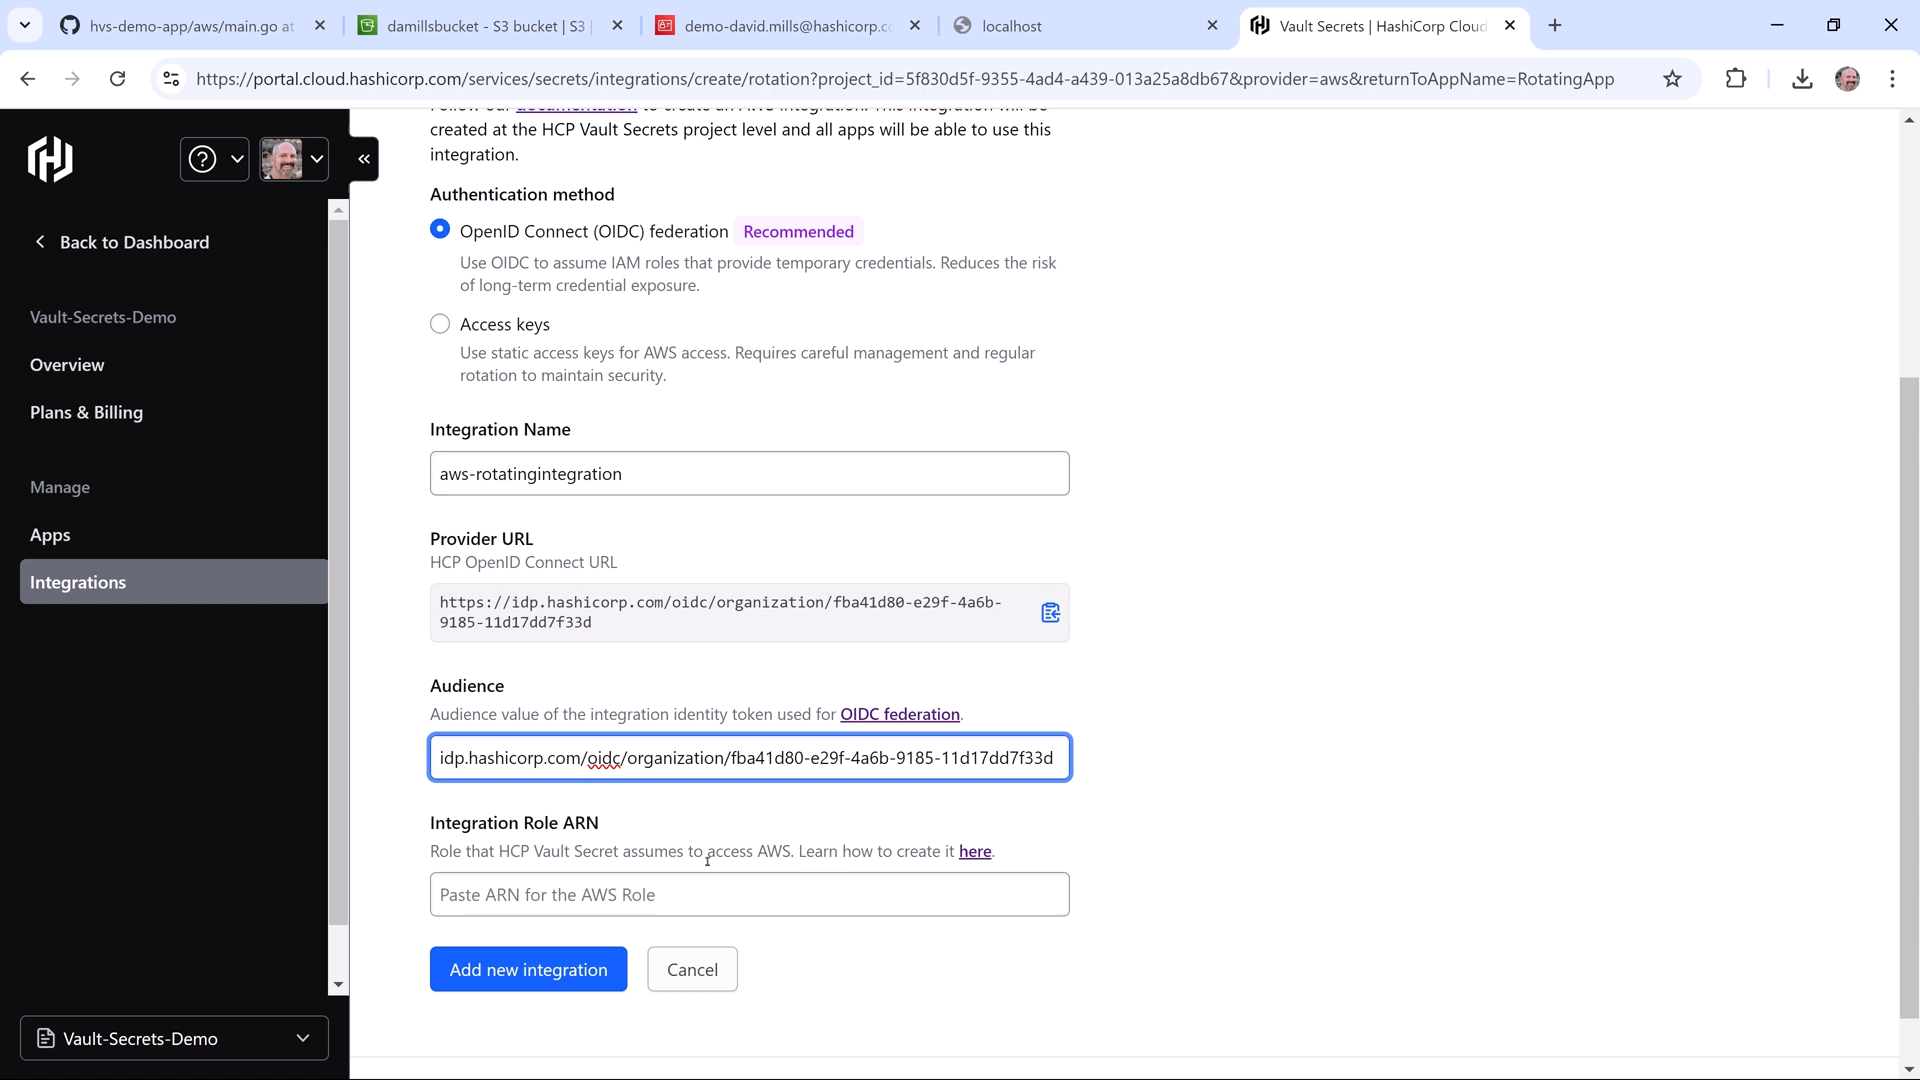 hvs-demo-app/aws/main.go at
damillsbucket - S3 bucket | S3 |
demo-david.mills@hashicorp.co
localhost
Vault Secrets | HashiCorp Cloud
https://portal.cloud.hashicorp.com/services/secrets/integrations/create/rotation?project_id=5f830d5f-9355-4ad4-a439-013a25a8db67&provider=aws&returnToAppName=RotatingApp
Back to Dashboard
Vault-Secrets-Demo
Overview
Plans & Billing
Manage
Apps
Integrations
Vault-Secrets-Demo
Follow our documentation to create an AWS integration. This integration will be
created at the HCP Vault Secrets project level and all apps will be able to use this
integration.
Authentication method
OpenID Connect (OIDC) federation Recommended
Use OIDC to assume IAM roles that provide temporary credentials. Reduces the risk
of long-term credential exposure.
Access keys
Use static access keys for AWS access. Requires careful management and regular
rotation to maintain security.
Integration Name
aws-rotatingintegration
Provider URL
HCP OpenID Connect URL
https://idp.hashicorp.com/oidc/organization/fba41d80-e29f-4a6b-
9185-11d17dd7f33d
Audience
Audience value of the integration identity token used for OIDC federation.
idp.hashicorp.com/oidc/organization/fba41d80-e29f-4a6b-9185-11d17dd7f33d
Integration Role ARN
Role that HCP Vault Secret assumes to access AWS. Learn how to create it here.
Paste ARN for the AWS Role
Add new integration
Cancel